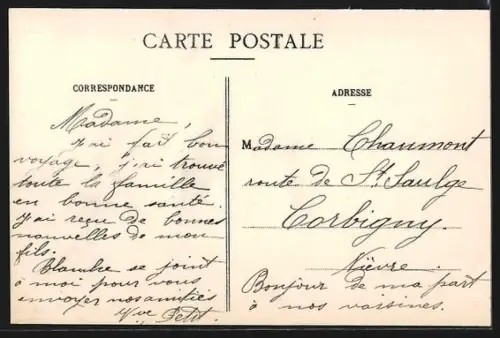 CARTE POSTALE
CORRESPONDANCE
Madame,
j'ai fait bon
voyage, j'ai trouvé
toute la famille
en bonne santé.
J'ai reçu de bonnes
nouvelles de mon
fils.
Blanche se joint
à moi pour vous
envoyer nos amitiés
Vve Petit.
ADRESSE
Madame Chaumont
route de St. Saulge
Corbigny.
Nièvre.
Bonjour de ma part
à nos voisines.